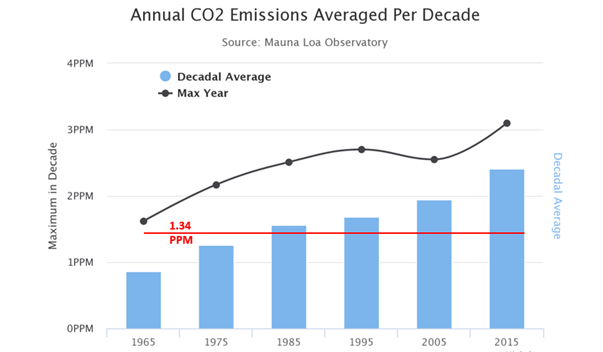 Annual CO2 Emissions Averaged Per Decade
Source: Mauna Loa Observatory
4PPM
Decadal Average
Max Year
3PPM
2PPM
1.34
PPM
1PPM
0PPM
Maximum in Decade
Decadal Average
1965 1975 1985 1995 2005 2015